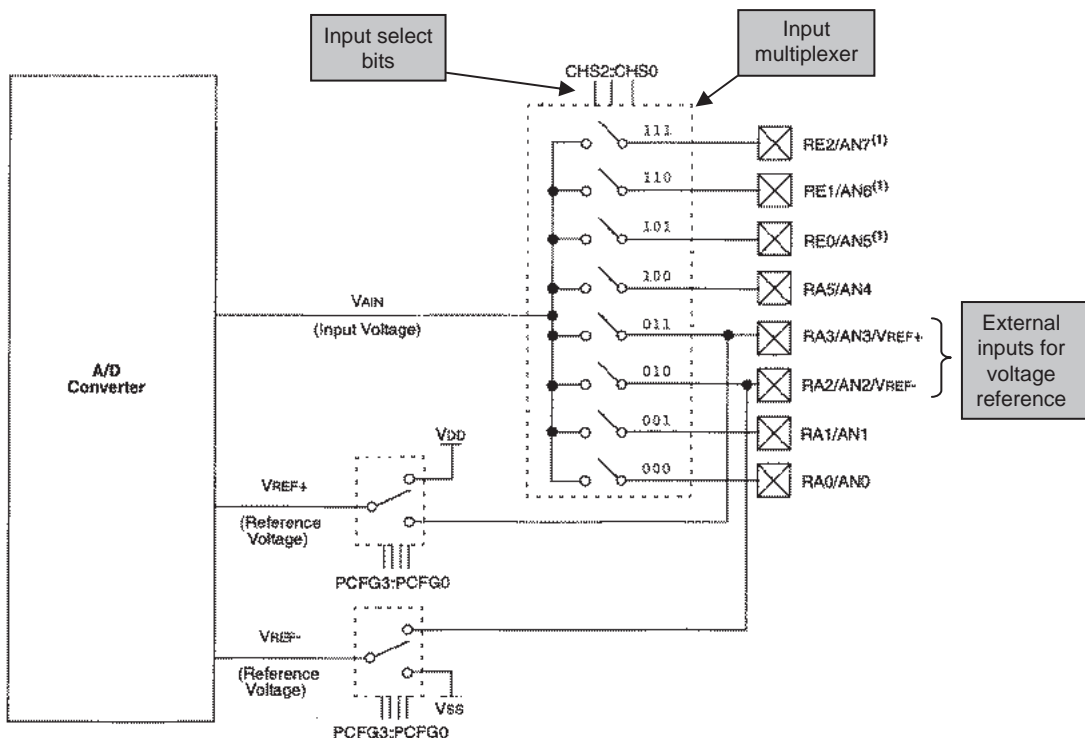 Input select
bits
Input
multiplexer
CHS2:CHS0
111
RE2/AN7(1)
110
RE1/AN6(1)
101
RE0/AN5(1)
100
RA5/AN4
VAIN
(Input Voltage)
011
RA3/AN3/VREF+
External
inputs for
voltage
reference
A/D
Converter
010
RA2/AN2/VREF-
001
RA1/AN1
VDD
000
RA0/AN0
VREF+
(Reference
Voltage)
PCFG3:PCFG0
VREF-
(Reference
Voltage)
VSS
PCFG3:PCFG0